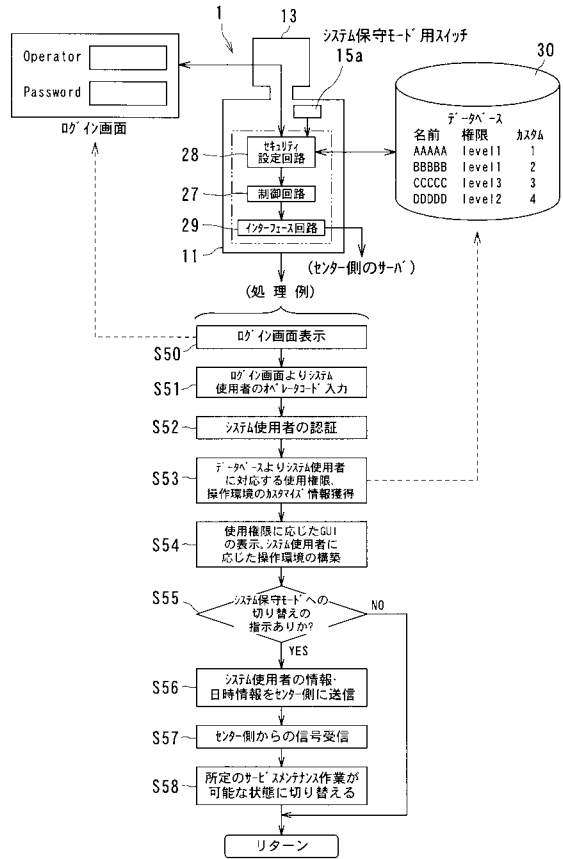 1
13
システム保守モード用スイッチ
15a
30
Operator
Password
ログイン画面
データベース
名前 権限 カスタム
AAAAA level1 1
BBBBB level1 2
CCCCC level3 3
DDDDD level2 4
28
セキュリティ
設定回路
27
制御回路
29
インターフェース回路
11
(センター側のサーバ)
(処 理 例)
S50
ログイン画面表示
S51
ログイン画面よりシステム
使用者のオペレータコード入力
S52
システム使用者の認証
S53
データベースよりシステム使用者
に対応する使用権限、
操作環境のカスタマイズ情報獲得
S54
使用権限に応じたGUI
の表示。システム使用者に
応じた操作環境の構築
S55
システム保守モードへの
切り替えの
指示ありか?
NO
YES
S56
システム使用者の情報・
日時情報をセンター側に送信
S57
センター側からの信号受信
S58
所定のサービスメンテナンス作業が
可能な状態に切り替える
リターン